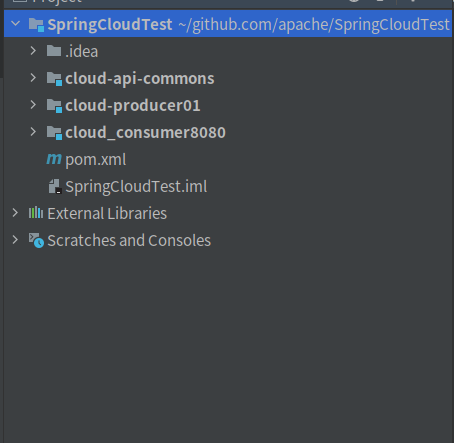 SpringCloudTest ~/github.com/apache/SpringCloudTest
.idea
cloud-api-commons
cloud-producer01
cloud_consumer8080
pom.xml
SpringCloudTest.iml
External Libraries
Scratches and Consoles